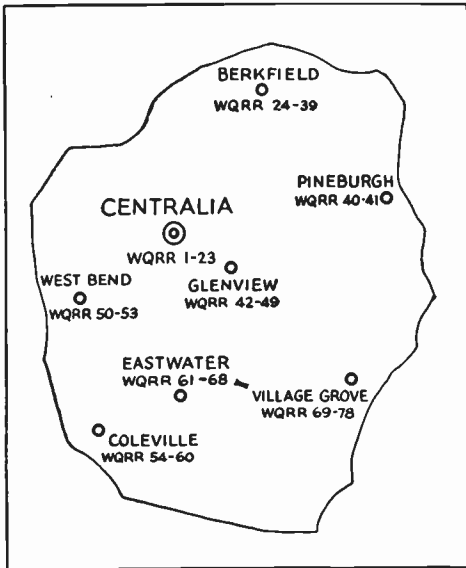 BERKFIELD
WQRR 24-39
PINEBURGH
WQRR 40-41
CENTRALIA
WQRR 1-23
GLENVIEW
WQRR 42-49
WEST BEND
WQRR 50-53
EASTWATER
WQRR 61-68
VILLAGE GROVE
WQRR 69-78
COLEVILLE
WQRR 54-60